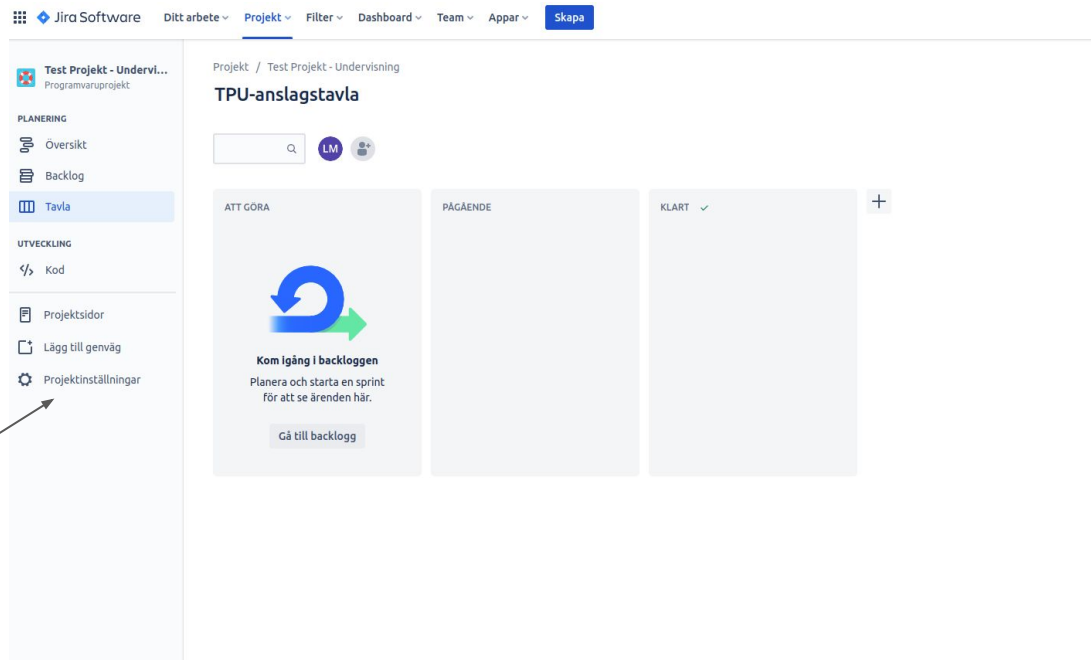 Jira Software Ditt arbete Projekt Filter Dashboard Team Appar Skapa
Test Projekt - Undervi...
Programvaruprojekt
PLANERING
Översikt
Backlog
Tavla
UTVECKLING
Kod
Projektsidor
Lägg till genväg
Projektinställningar
Projekt / Test Projekt - Undervisning
TPU-anslagstavla
LM
ATT GÖRA
Kom igång i backloggen
Planera och starta en sprint
för att se ärenden här.
Gå till backlogg
PÅGÅENDE
KLART